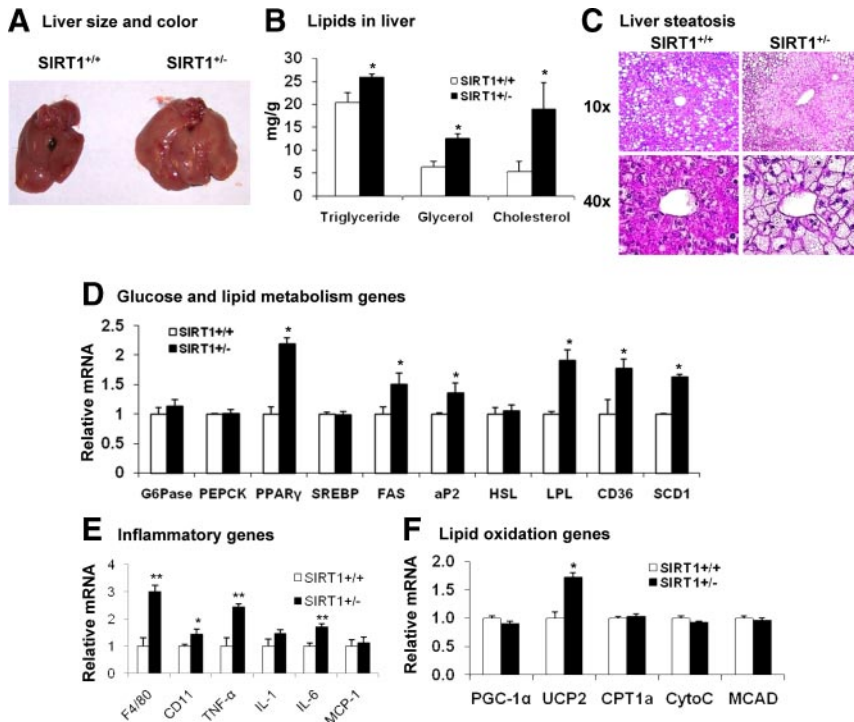 A Liver size and color
SIRT1+/+ SIRT1+/-
B Lipids in liver
mg/g
30
25
20
15
10
5
0
SIRT1+/+
SIRT1+/-
* * *
Triglyceride Glycerol Cholesterol
C Liver steatosis
SIRT1+/+ SIRT1+/-
10x
40x
D Glucose and lipid metabolism genes
Relative mRNA
2.5
2
1.5
1
0.5
0
SIRT1+/+
SIRT1+/-
* * * * * *
G6Pase PEPCK PPARγ SREBP FAS aP2 HSL LPL CD36 SCD1
E Inflammatory genes
Relative mRNA
4
3
2
1
0
SIRT1+/+
SIRT1+/-
** * ** **
F4/80 CD11 TNF-α IL-1 IL-6 MCP-1
F Lipid oxidation genes
Relative mRNA
2.0
1.5
1.0
0.5
0.0
SIRT1+/+
SIRT1+/-
*
PGC-1α UCP2 CPT1a CytoC MCAD